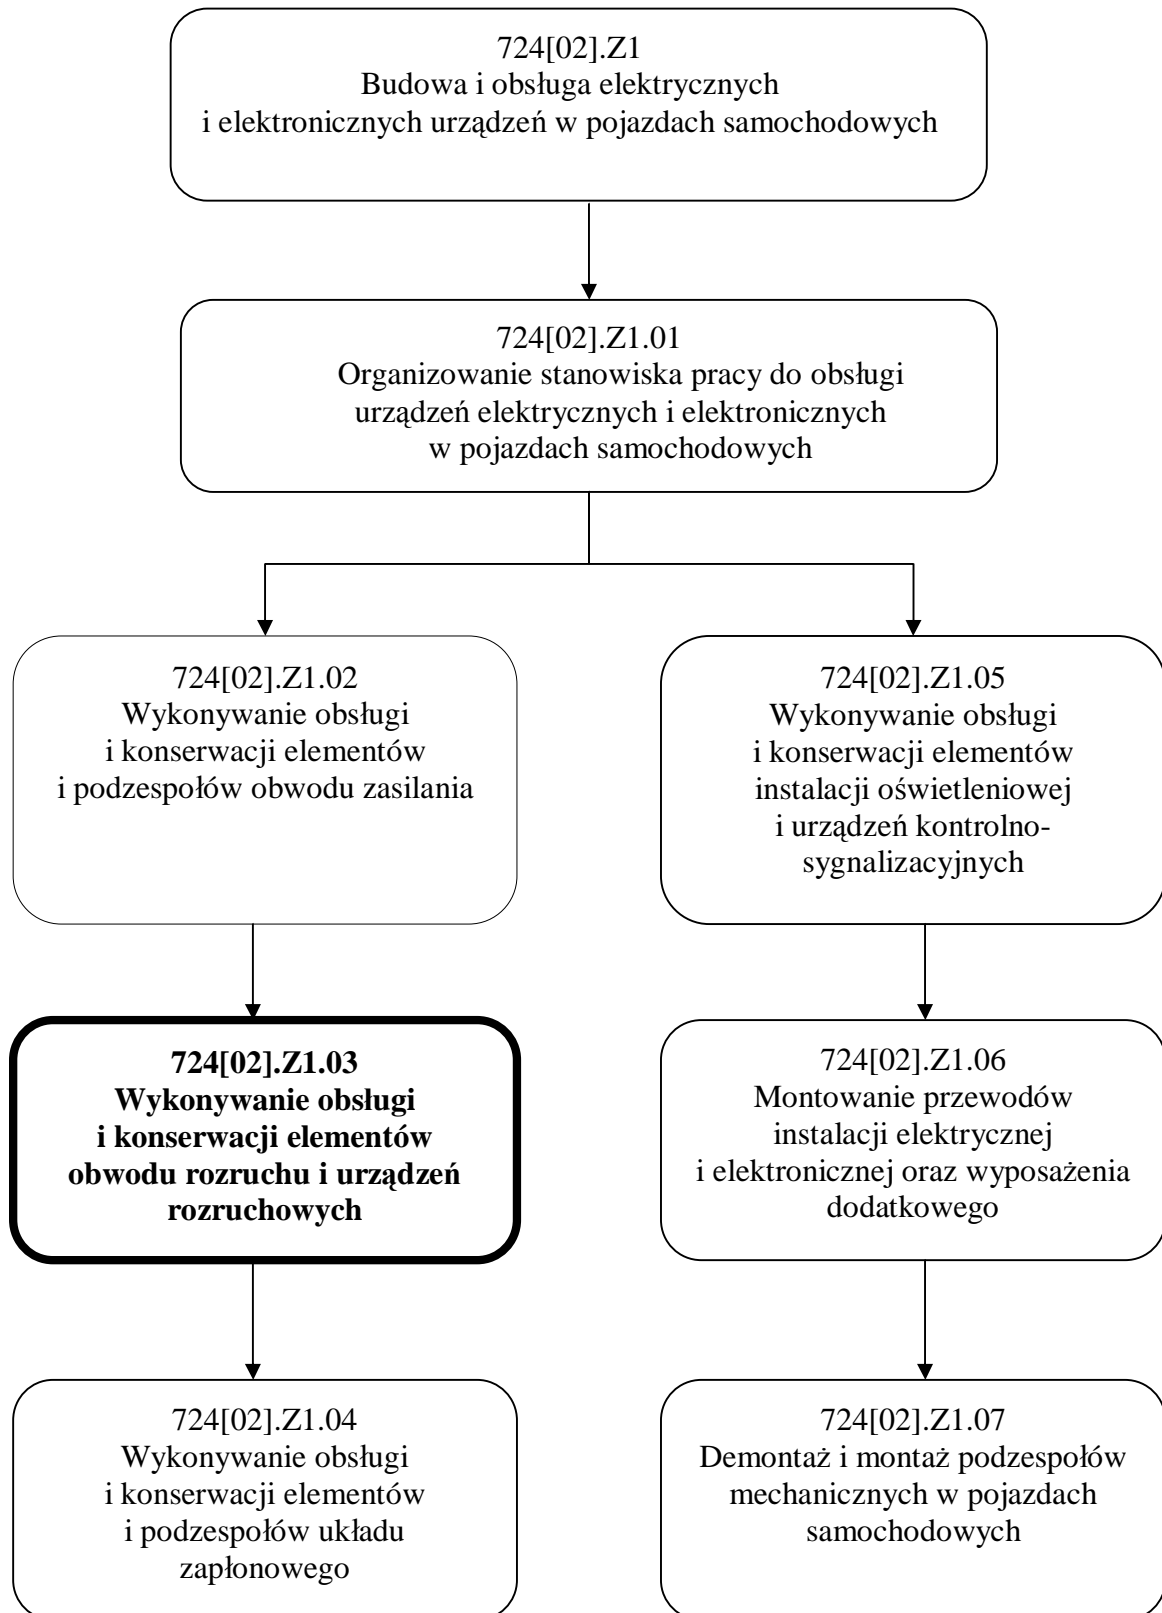 724[02].Z1
Budowa i obsługa elektrycznych
i elektronicznych urządzeń w pojazdach samochodowych
724[02].Z1.01
Organizowanie stanowiska pracy do obsługi
urządzeń elektrycznych i elektronicznych
w pojazdach samochodowych
724[02].Z1.02
Wykonywanie obsługi
i konserwacji elementów
i podzespołów obwodu zasilania
724[02].Z1.05
Wykonywanie obsługi
i konserwacji elementów
instalacji oświetleniowej
i urządzeń kontrolno-
sygnalizacyjnych
724[02].Z1.03
Wykonywanie obsługi
i konserwacji elementów
obwodu rozruchu i urządzeń
rozruchowych
724[02].Z1.06
Montowanie przewodów
instalacji elektrycznej
i elektronicznej oraz wyposażenia
dodatkowego
724[02].Z1.04
Wykonywanie obsługi
i konserwacji elementów
i podzespołów układu
zapłonowego
724[02].Z1.07
Demontaż i montaż podzespołów
mechanicznych w pojazdach
samochodowych